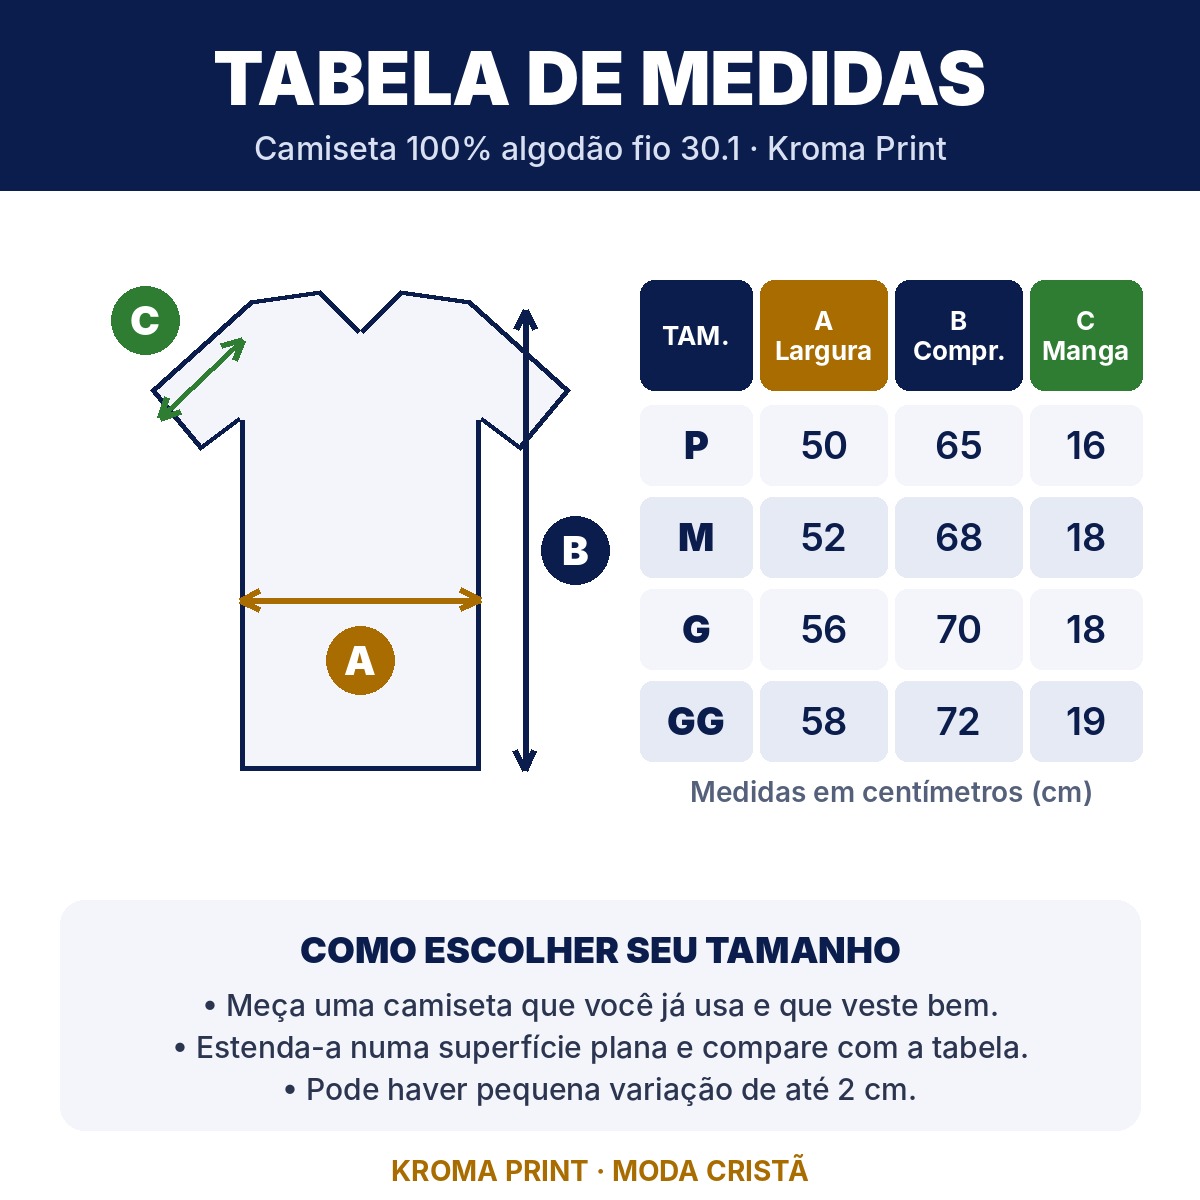 TABELA DE MEDIDAS
Camiseta 100% algodão fio 30.1 · Kroma Print
C
B
A
TAM.
A
Largura
B
Compr.
C
Manga
P 50 65 16
M 52 68 18
G 56 70 18
GG 58 72 19
Medidas em centímetros (cm)
COMO ESCOLHER SEU TAMANHO
• Meça uma camiseta que você já usa e que veste bem.
• Estenda-a numa superfície plana e compare com a tabela.
• Pode haver pequena variação de até 2 cm.
KROMA PRINT · MODA CRISTÃ